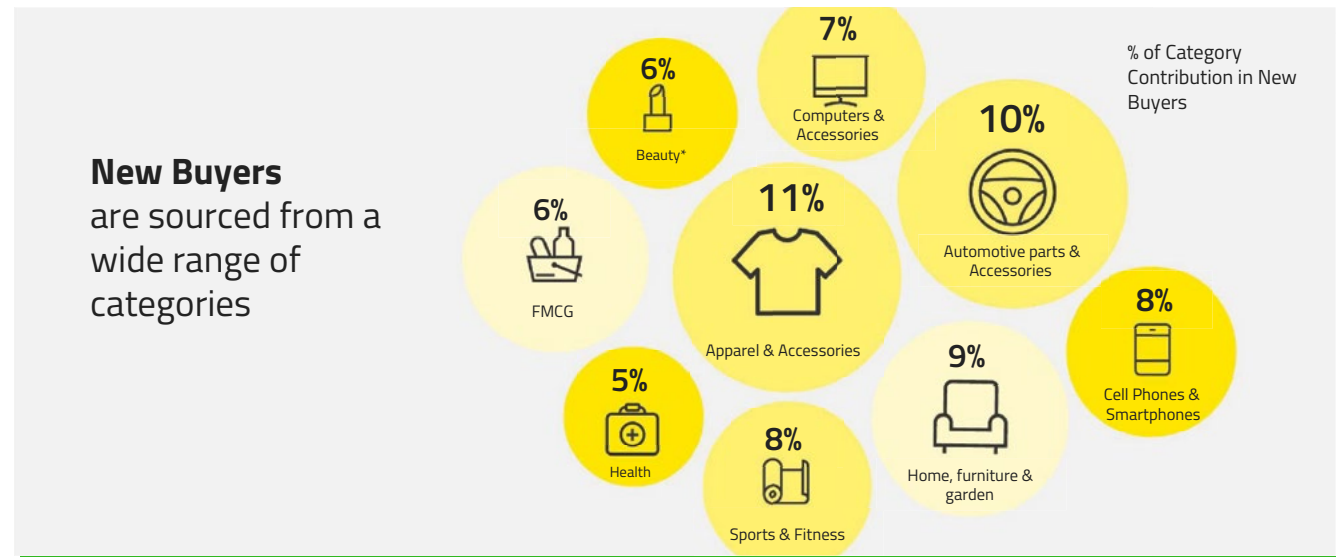 New Buyers
are sourced from a
wide range of
categories
6%
Beauty*
7%
Computers &
Accessories
10%
Automotive parts &
Accessories
% of Category
Contribution in New
Buyers
6%
FMCG
11%
Apparel & Accessories
8%
Cell Phones &
Smartphones
5%
Health
8%
Sports & Fitness
9%
Home, furniture &
garden